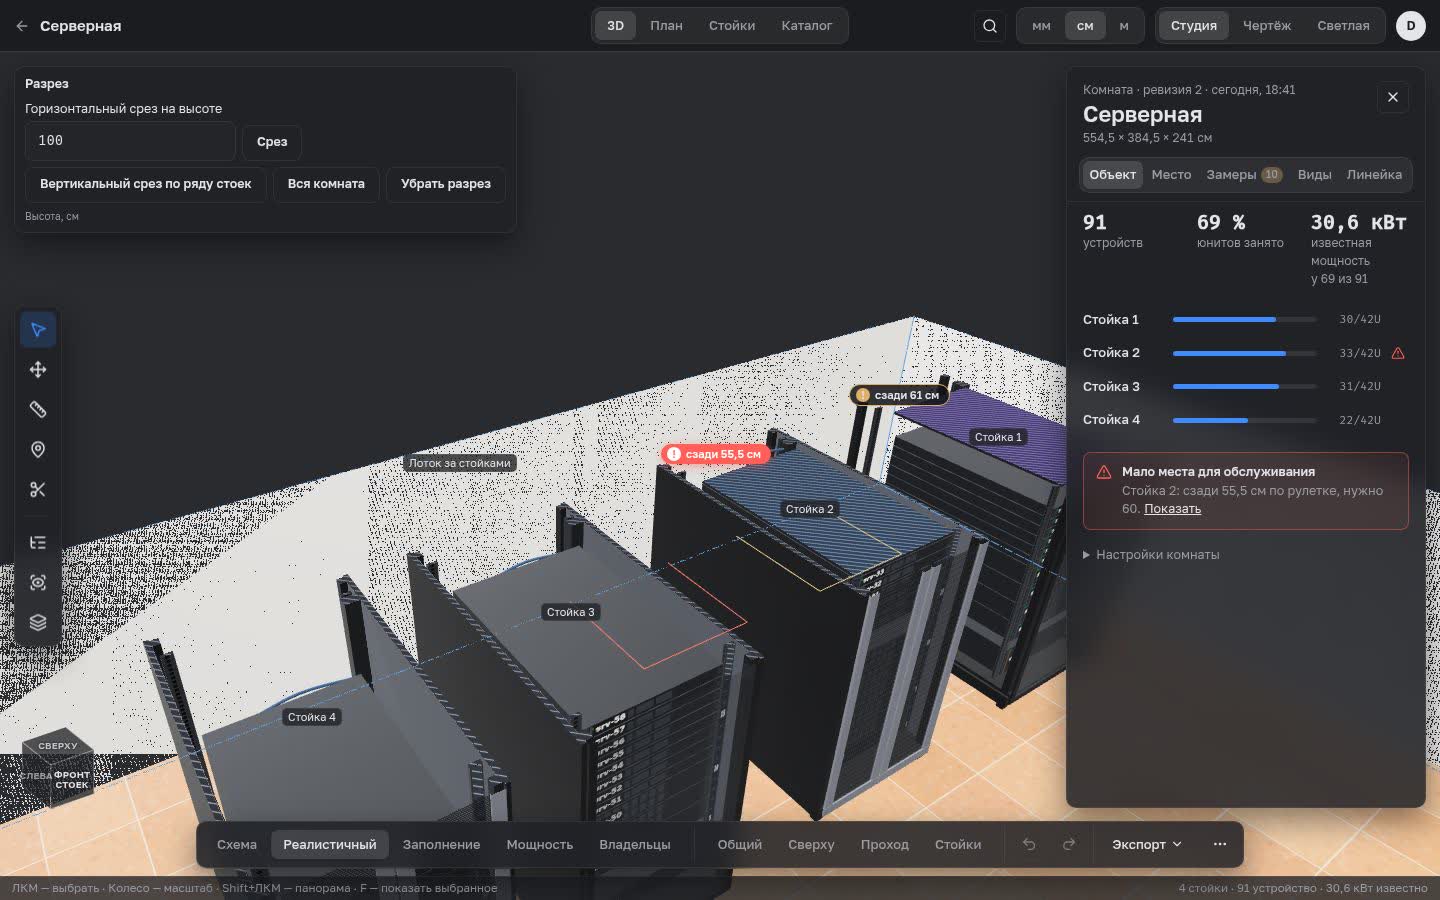 Серверная
3D План Стойки Каталог
мм см м
Студия Чертёж Светлая
D
Разрез
Горизонтальный срез на высоте
100 Срез
Вертикальный срез по ряду стоек Вся комната Убрать разрез
Высота, см
Комната · ревизия 2 · сегодня, 18:41
Серверная
554,5 × 384,5 × 241 см
Объект Место Замеры 10 Виды Линейка
91 69 % 30,6 кВт
устройств юнитов занято известная
мощность
у 69 из 91
Стойка 1 30/42U
Стойка 2 33/42U
Стойка 3 31/42U
Стойка 4 22/42U
Мало места для обслуживания
Стойка 2: сзади 55,5 см по рулетке, нужно
60. Показать
Настройки комнаты
сзади 61 см
Стойка 1
сзади 55,5 см
Лоток за стойками
Стойка 2
Стойка 3
Стойка 4
СВЕРХУ
СЛЕВА ФРОНТ
СТОЕК
Схема Реалистичный Заполнение Мощность Владельцы Общий Сверху Проход Стойки Экспорт
ЛКМ — выбрать · Колесо — масштаб · Shift+ЛКМ — панорама · F — показать выбранное
4 стойки · 91 устройство · 30,6 кВт известно